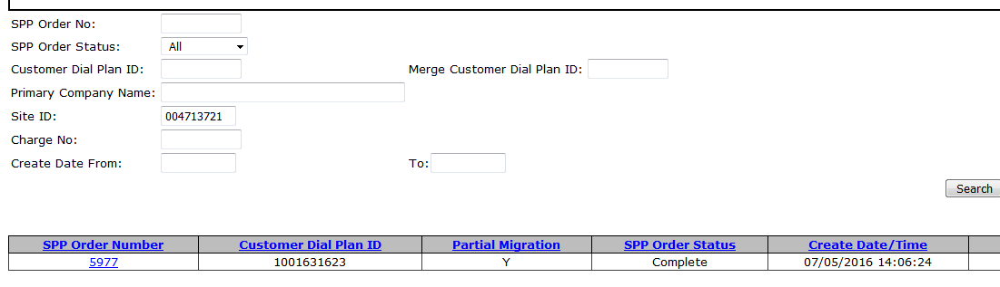 SPP Order No:
SPP Order Status: All
Customer Dial Plan ID: Merge Customer Dial Plan ID:
Primary Company Name:
Site ID: 004713721
Charge No:
Create Date From: To:
Search
SPP Order Number Customer Dial Plan ID Partial Migration SPP Order Status Create Date/Time
5977 1001631623 Y Complete 07/05/2016 14:06:24